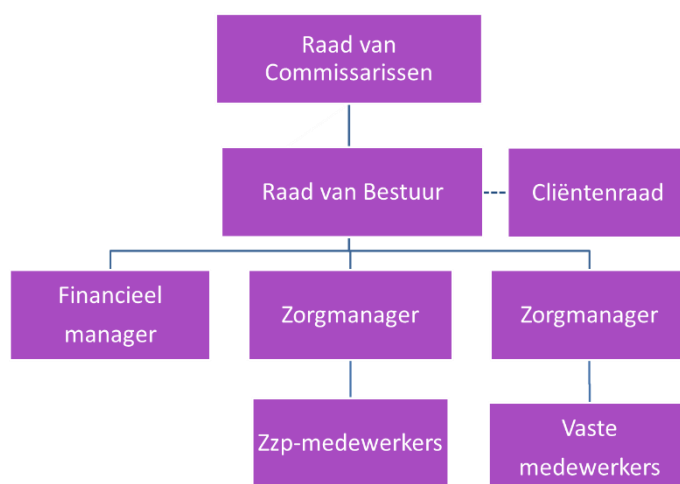 Raad van
Commissarissen
Raad van Bestuur
Cliëntenraad
Financieel
manager
Zorgmanager
Zorgmanager
Zzp-medewerkers
Vaste
medewerkers